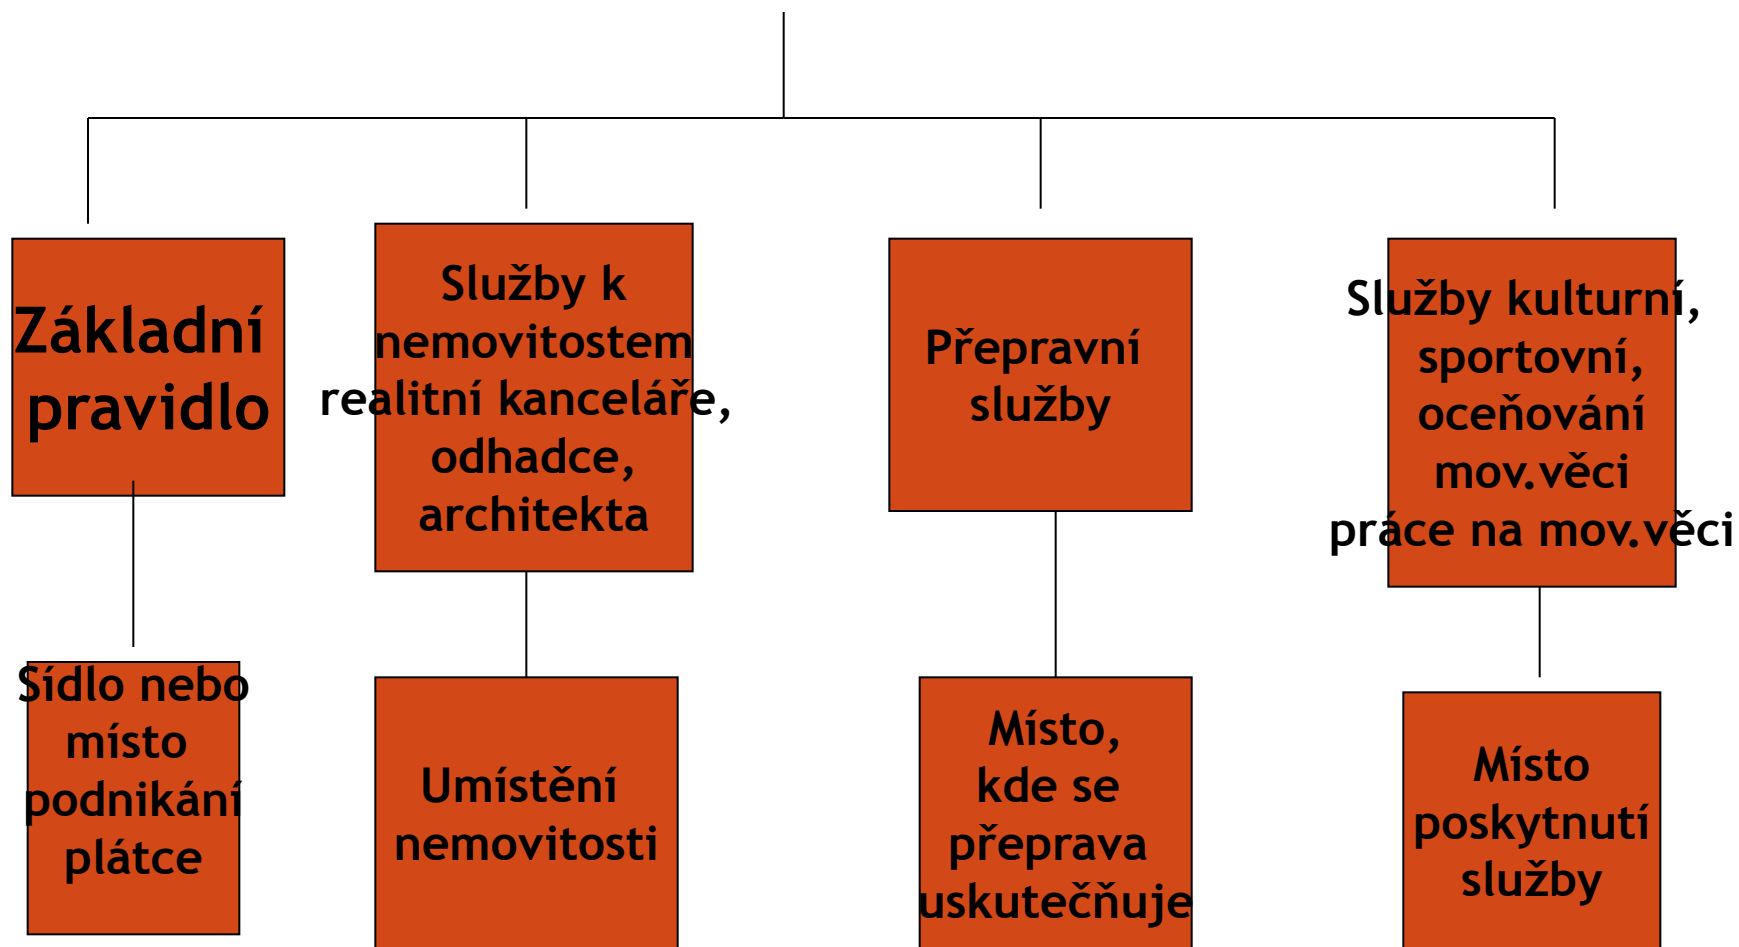 Základní
pravidlo
Služby k
nemovitostem
realitní kanceláře,
odhadce,
architekta
Přepravní
služby
Služby kulturní,
sportovní,
oceňování
mov.věci
práce na mov.věci
Sídlo nebo
místo
podnikání
plátce
Umístění
nemovitosti
Místo,
kde se
přeprava
uskutečňuje
Místo
poskytnutí
služby